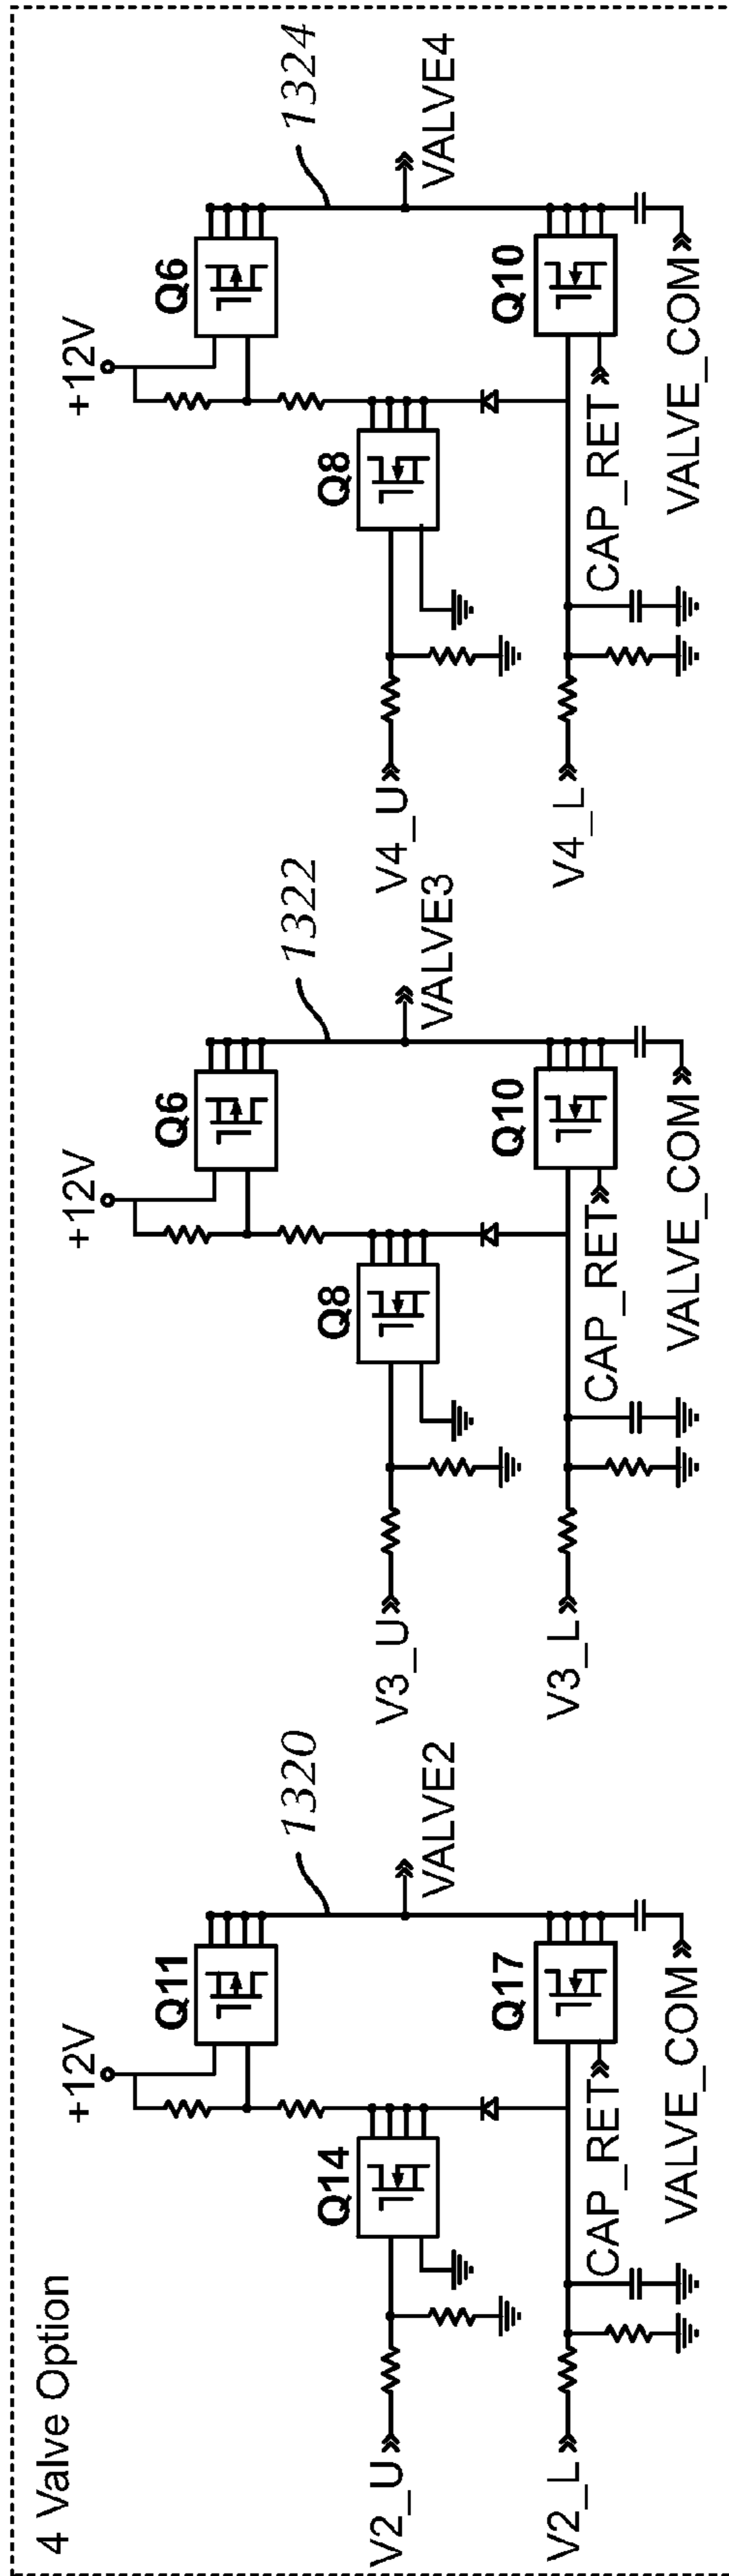 4 Valve Option
+12V
Q11
1320
Q14
VALVE2
V2_U
Q17
V2_L
CAP_RET
VALVE_COM
+12V
Q6
1322
Q8
VALVE3
V3_U
Q10
V3_L
CAP_RET
VALVE_COM
+12V
Q6
1324
Q8
VALVE4
V4_U
Q10
V4_L
CAP_RET
VALVE_COM